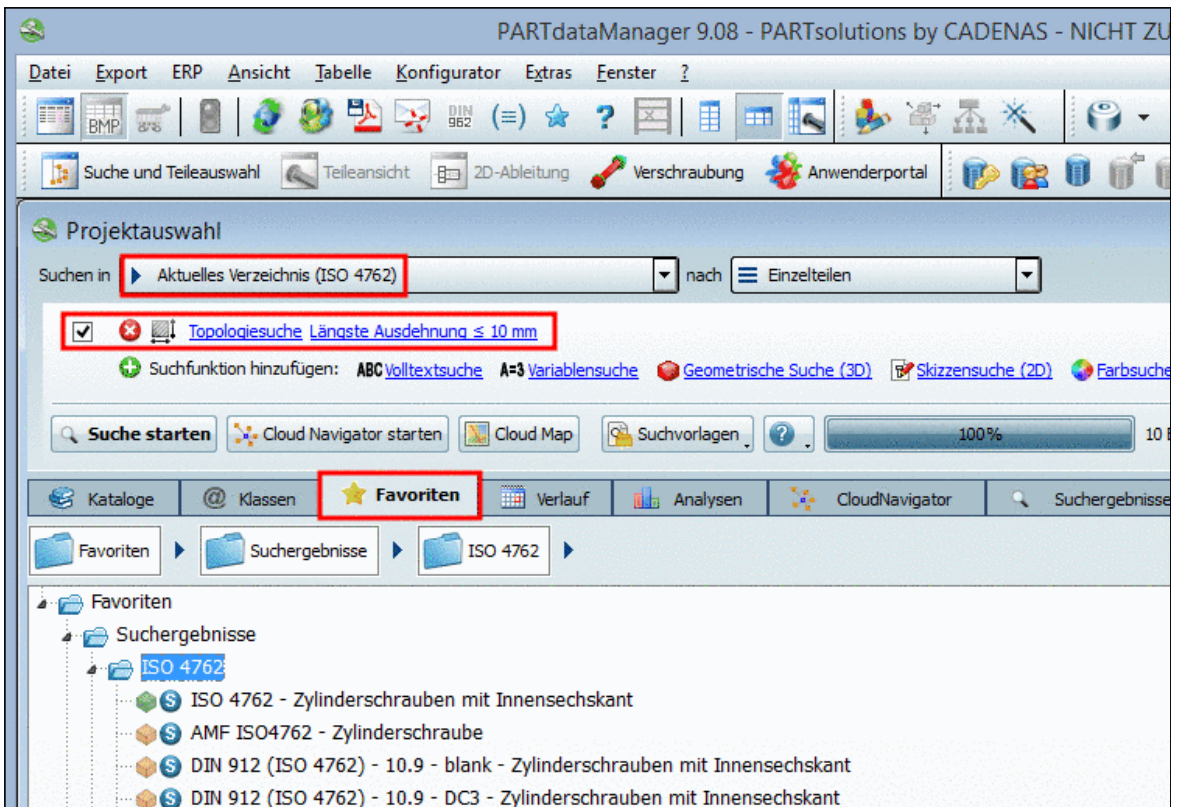 PARTdataManager 9.08 - PARTsolutions by CADENAS - NICHT ZU
Datei Export ERP Ansicht Tabelle Konfigurator Extras Fenster ?
BMP DIN 962 (=) ?
Suche und Teileauswahl Teileansicht 2D-Ableitung Verschraubung Anwenderportal
Projektauswahl
Suchen in Aktuelles Verzeichnis (ISO 4762) nach Einzelteilen
Topologiesuche Längste Ausdehnung ≤ 10 mm
Suchfunktion hinzufügen: ABC Volltextsuche A=3 Variablensuche Geometrische Suche (3D) Skizzensuche (2D) Farbsuche
Suche starten Cloud Navigator starten Cloud Map Suchvorlagen ? 100% 10
Kataloge @ Klassen Favoriten Verlauf Analysen CloudNavigator Suchergebnisse
Favoriten Suchergebnisse ISO 4762
Favoriten
Suchergebnisse
ISO 4762
S ISO 4762 - Zylinderschrauben mit Innensechskant
S AMF ISO4762 - Zylinderschraube
S DIN 912 (ISO 4762) - 10.9 - blank - Zylinderschrauben mit Innensechskant
S DIN 912 (ISO 4762) - 10.9 - DC3 - Zylinderschrauben mit Innensechskant